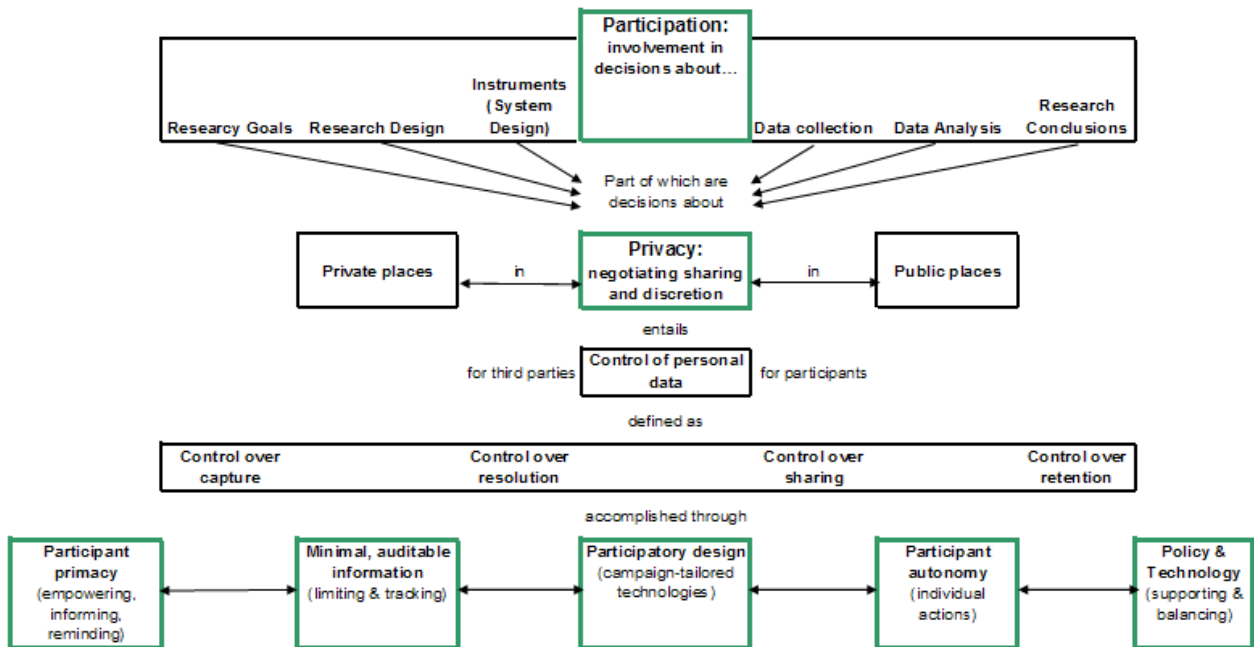 Participation:
involvement in
decisions about...
Researcy Goals
Research Design
Instruments
(System
Design)
Data collection
Data Analysis
Research
Conclusions
Part of which are
decisions about
Private places
in
Privacy:
negotiating sharing
and discretion
in
Public places
entails
for third parties
Control of personal
data
for participants
defined as
Control over
capture
Control over
resolution
Control over
sharing
Control over
retention
accomplished through
Participant
primacy
(empowering,
informing,
reminding)
Minimal, auditable
information
(limiting & tracking)
Participatory design
(campaign-tailored
technologies)
Participant
autonomy
(individual
actions)
Policy &
Technology
(supporting &
balancing)